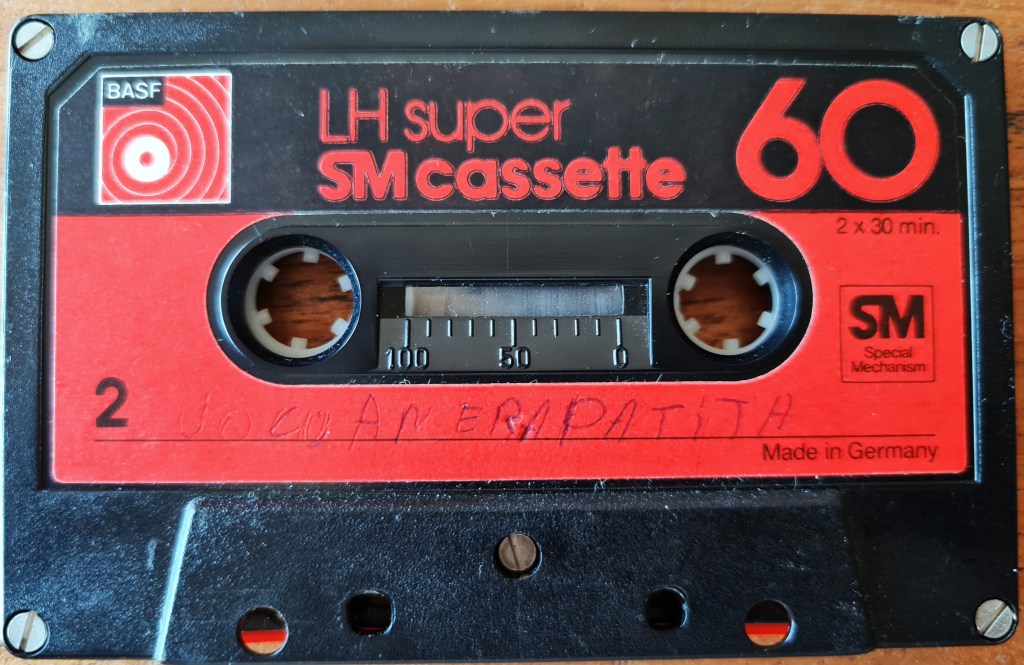 BASF
LH super
SM cassette
60
2 x 30 min.
100 50 0
SM
Special
Mechanism
2
Made in Germany